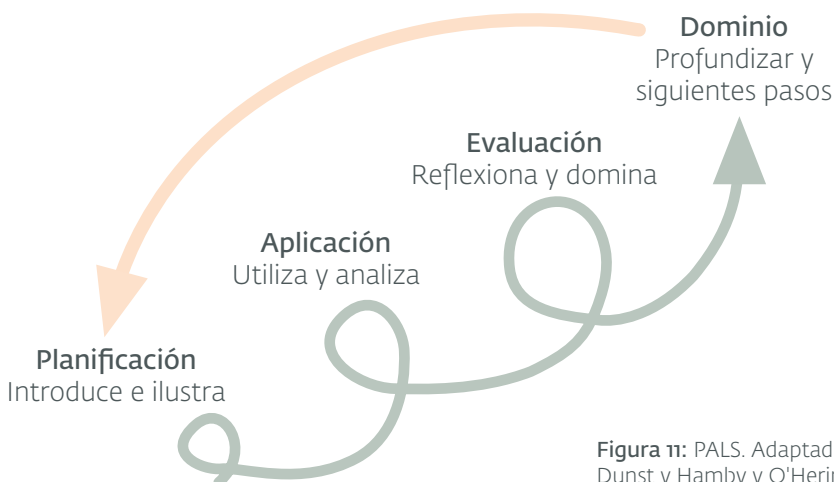 Dominio
Profundizar y
siguientes pasos
Evaluación
Reflexiona y domina
Aplicación
Utiliza y analiza
Planificación
Introduce e ilustra
Figura 11: PALS. Adaptad
Dunst y Hamby y O'Herin